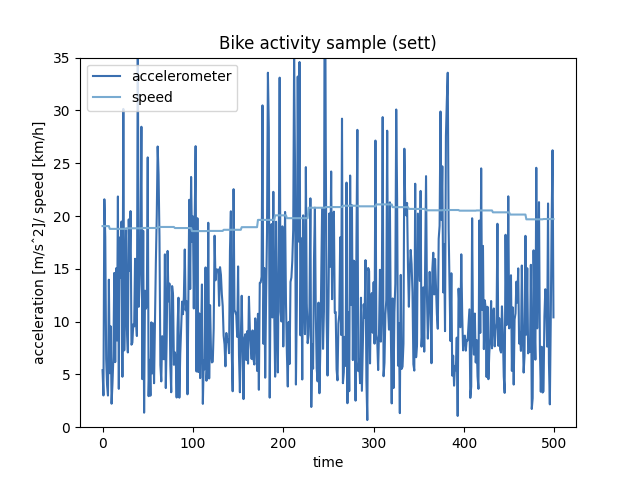 Bike activity sample (sett)
accelerometer
speed
acceleration [m/s^2]/ speed [km/h]
35
30
25
20
15
10
5
0
0 100 200 300 400 500
time